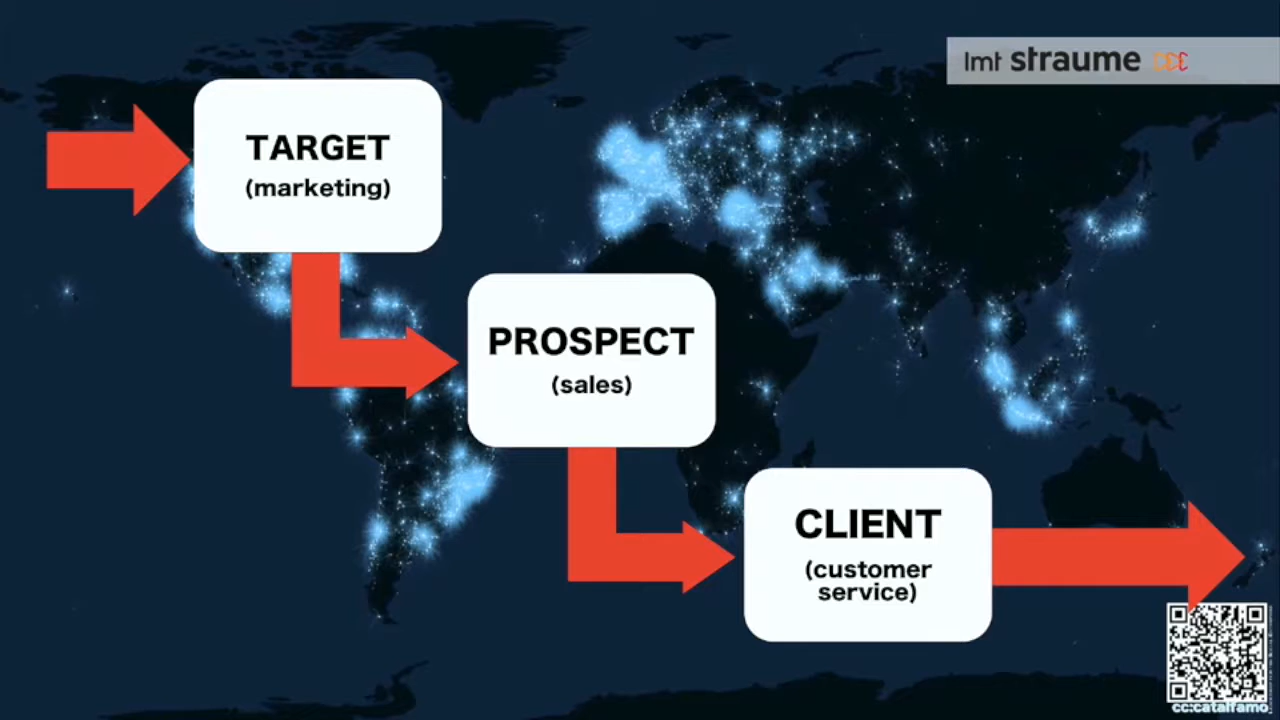 lmt straume
TARGET
(marketing)
PROSPECT
(sales)
CLIENT
(customer
service)
cc:catalfamo